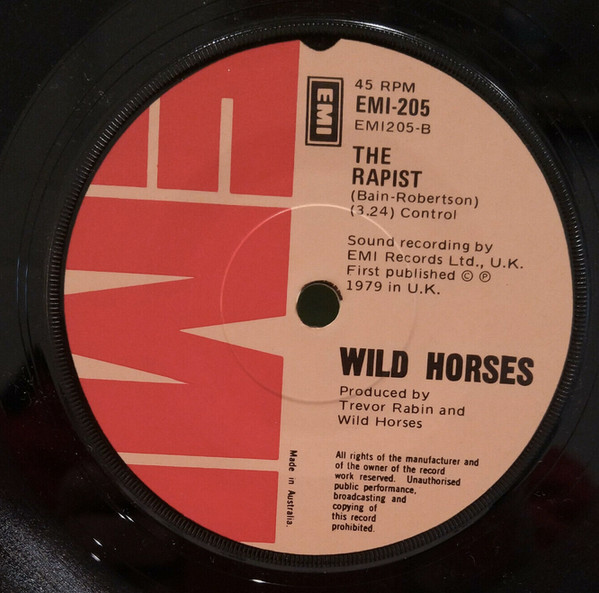 EMI
EMI
45 RPM
EMI-205
EMI205-B
THE
RAPIST
(Bain-Robertson)
(3.24) Control
Sound recording by
EMI Records Ltd., U.K.
First published © ℗
1979 in U.K.
WILD HORSES
Produced by
Trevor Rabin and
Wild Horses
All rights of the manufacturer and
of the owner of the record
work reserved. Unauthorised
public performance,
broadcasting and
copying of
this record
prohibited.
Made in Australia.